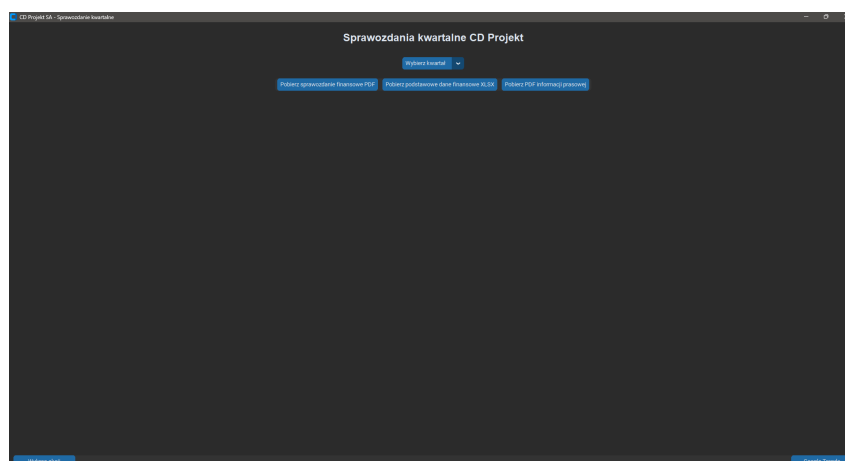 CD Projekt SA - Sprawozdanie kwartalne
Sprawozdania kwartalne CD Projekt
Wybierz kwartał
Pobierz sprawozdanie finansowe PDF Pobierz podstawowe dane finansowe XLSX Pobierz PDF informacji prasowej